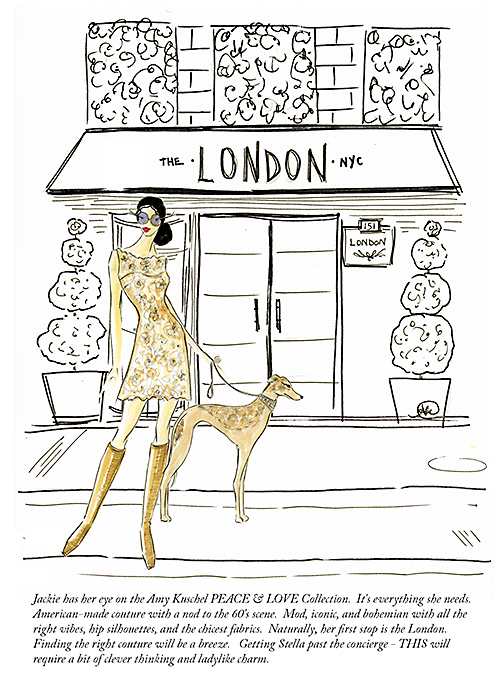 THE · LONDON · NYC
151
LONDON
Jackie has her eye on the Amy Kuschel PEACE & LOVE Collection. It's everything she needs.
American-made couture with a nod to the 60's scene. Mod, iconic, and bohemian with all the
right vibes, hip silhouettes, and the chicest fabrics. Naturally, her first stop is the London.
Finding the right couture will be a breeze. Getting Stella past the concierge - THIS will
require a bit of clever thinking and ladylike charm.